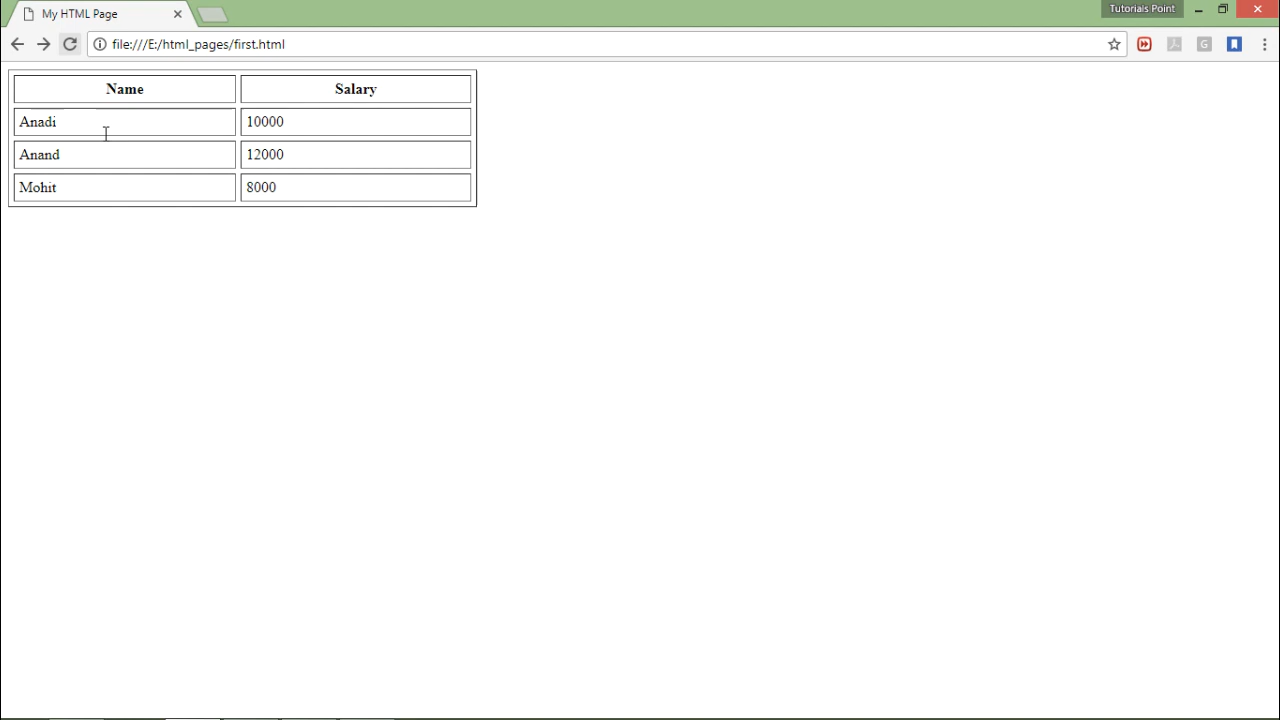 My HTML Page
Tutorials Point
file:///E:/html_pages/first.html
Name Salary
Anadi 10000
Anand 12000
Mohit 8000